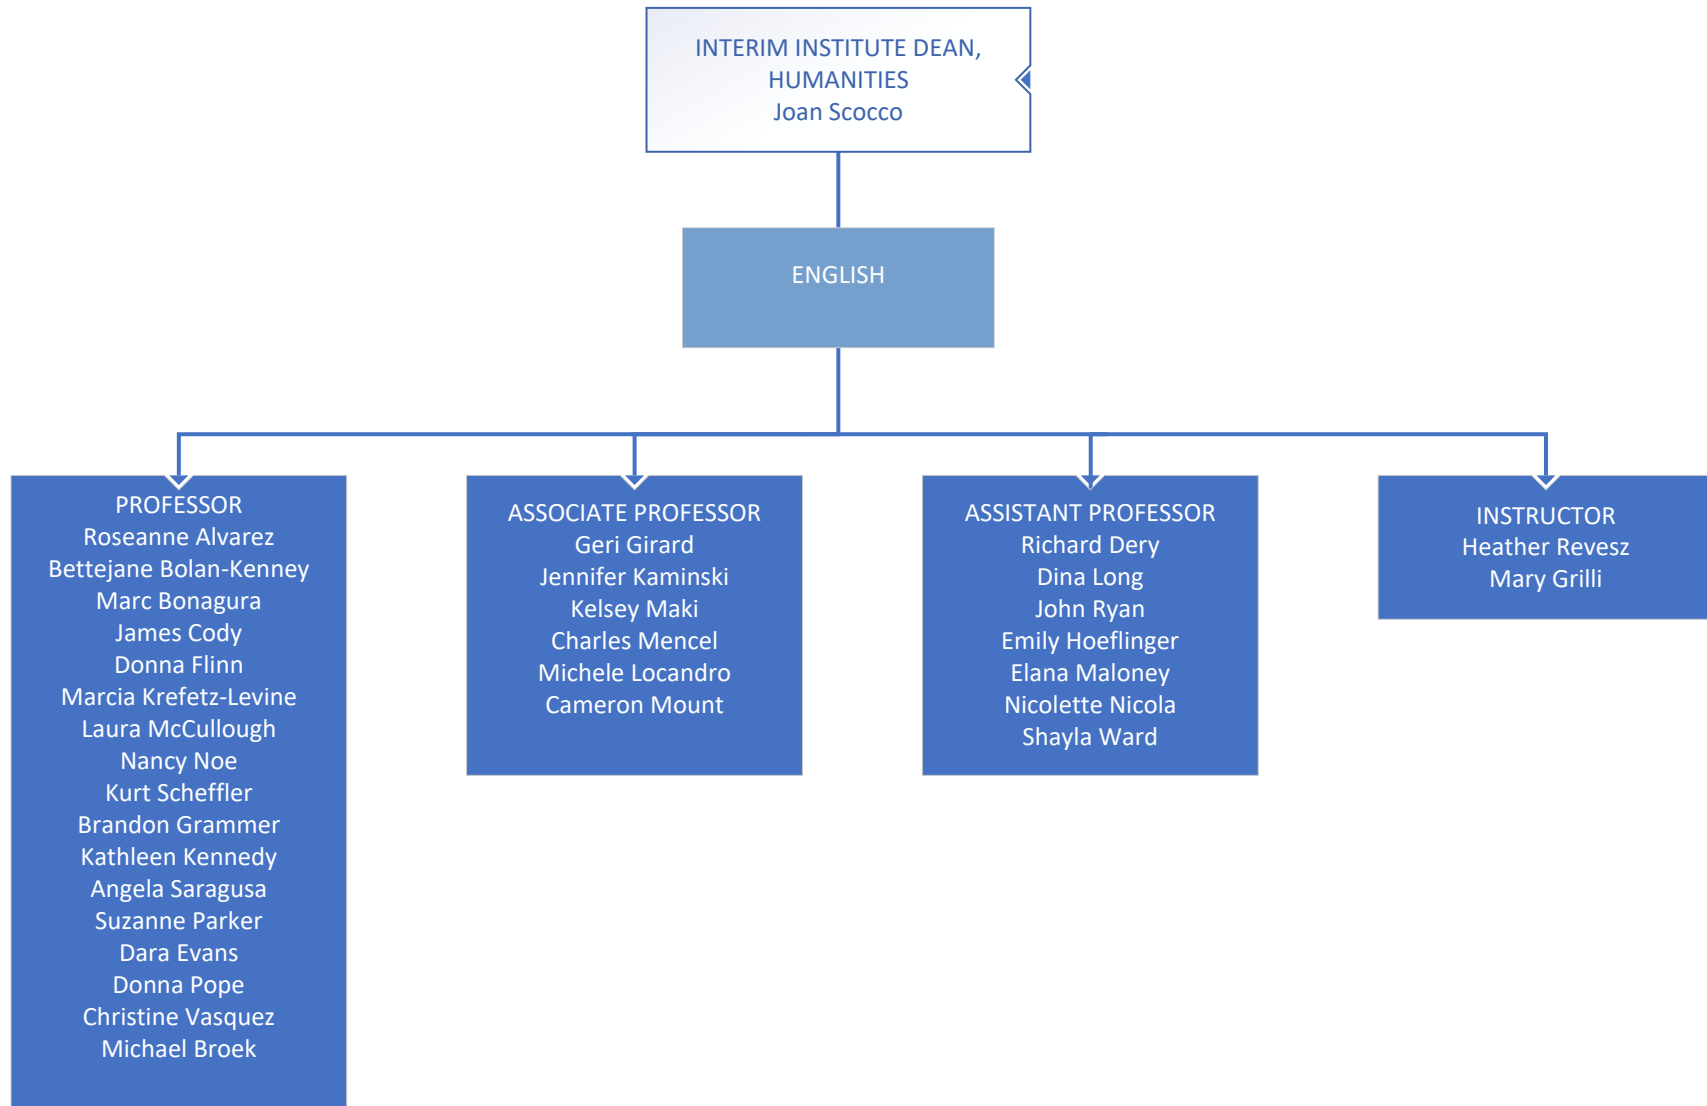 INTERIM INSTITUTE DEAN,
HUMANITIES
Joan Scocco
ENGLISH
PROFESSOR
Roseanne Alvarez
Bettejane Bolan-Kenney
Marc Bonagura
James Cody
Donna Flinn
Marcia Krefetz-Levine
Laura McCullough
Nancy Noe
Kurt Scheffler
Brandon Grammer
Kathleen Kennedy
Angela Saragusa
Suzanne Parker
Dara Evans
Donna Pope
Christine Vasquez
Michael Broek
ASSOCIATE PROFESSOR
Geri Girard
Jennifer Kaminski
Kelsey Maki
Charles Mencel
Michele Locandro
Cameron Mount
ASSISTANT PROFESSOR
Richard Dery
Dina Long
John Ryan
Emily Hoeflinger
Elana Maloney
Nicolette Nicola
Shayla Ward
INSTRUCTOR
Heather Revesz
Mary Grilli